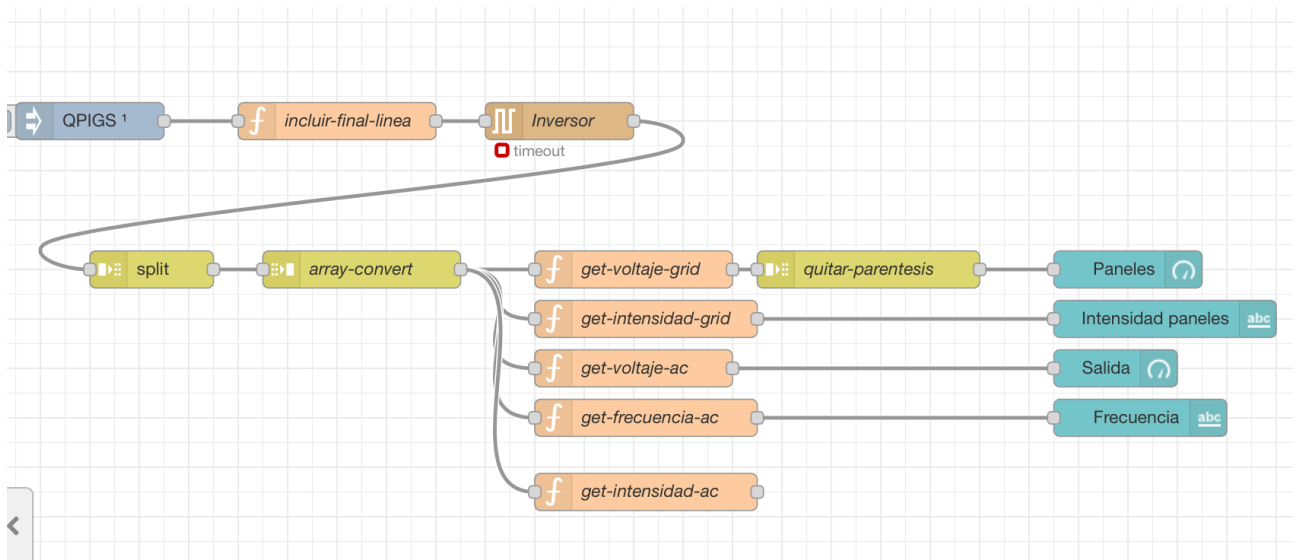 QPIGS ¹
incluir-final-linea
Inversor
timeout
split
array-convert
get-voltaje-grid
quitar-parentesis
Paneles
get-intensidad-grid
Intensidad paneles
abc
get-voltaje-ac
Salida
get-frecuencia-ac
Frecuencia
abc
get-intensidad-ac